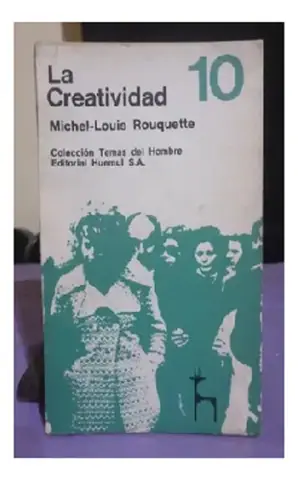 La
Creatividad
10
Michel-Louis Rouquette
Colección Temas del Hombre
Editorial Huemul S.A.